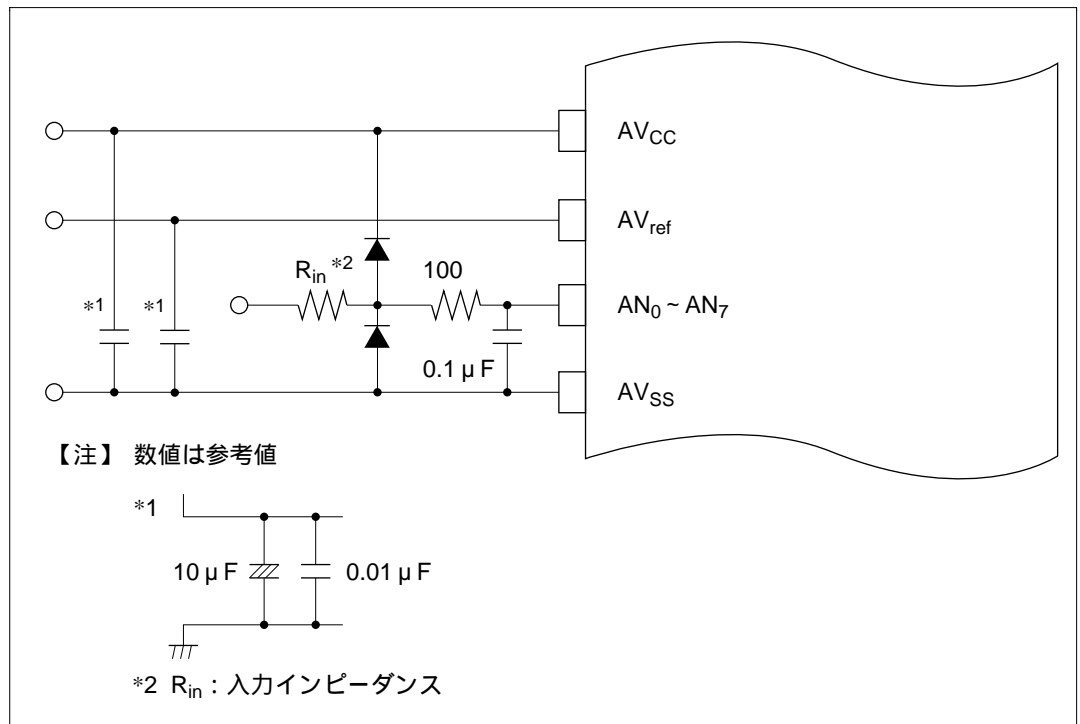 AVCC
AVref
Rin *2
100
*1
*1
AN0 ~ AN7
0.1 μ F
AVSS
【注】 数値は参考値
*1
10 μ F
0.01 μ F
*2 Rin：入力インピーダンス